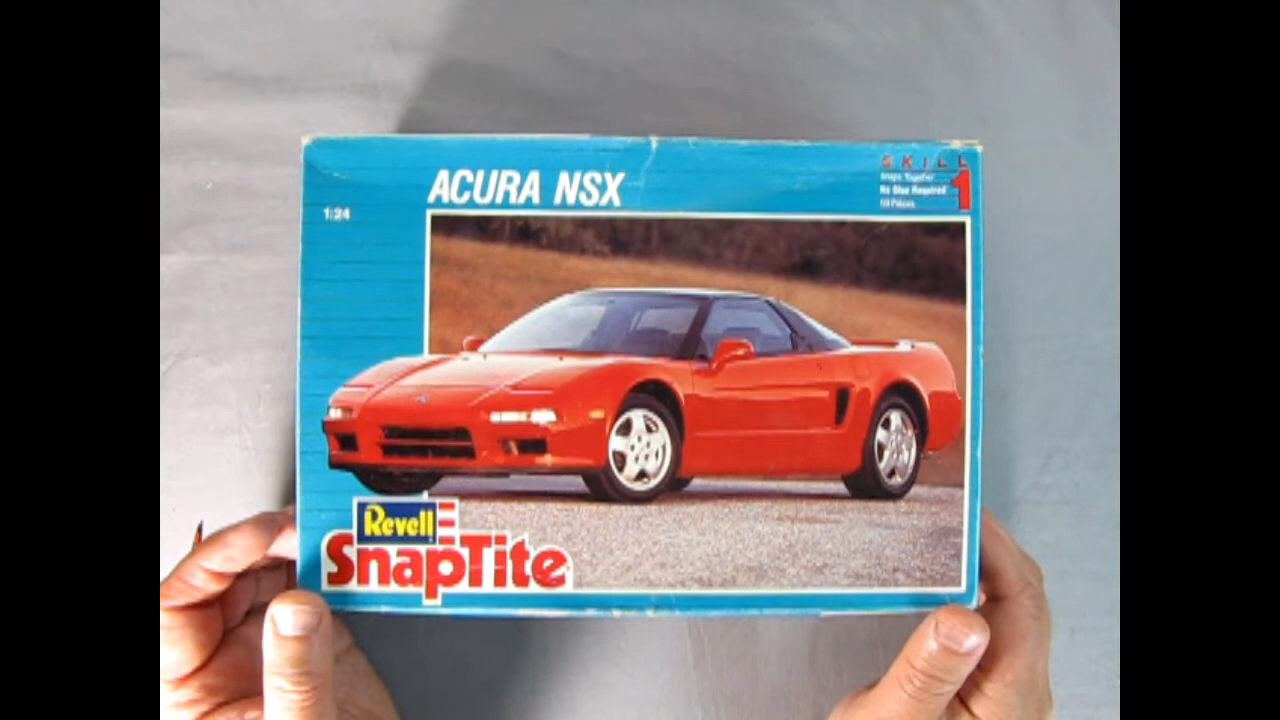 ACURA NSX
1:24
SKILL
1
Snaps Together
No Glue Required
Revell
SnapTite